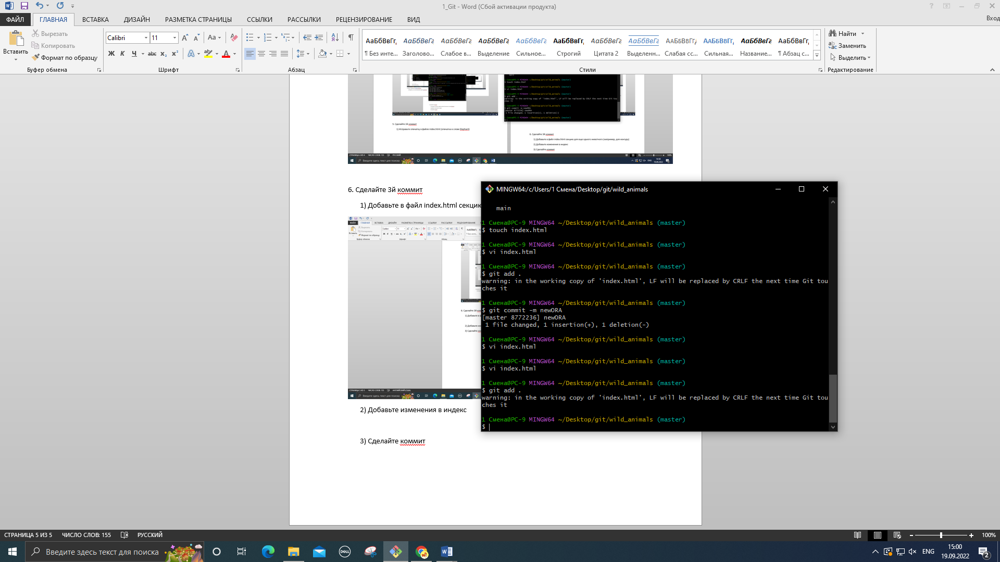 1_Git - Word (Сбой активации продукта)
ФАЙЛ ГЛАВНАЯ ВСТАВКА ДИЗАЙН РАЗМЕТКА СТРАНИЦЫ ССЫЛКИ РАССЫЛКИ РЕЦЕНЗИРОВАНИЕ ВИД Вход
Вставить
Вырезать
Копировать
Формат по образцу
Буфер обмена
Calibri 11
Ж К Ч abc
Шрифт
Абзац
АаБбВвГг, АаБбВвГг АаБбВвГг АаБбВвГг АаБбВвГг АаБбВвГг, АаБбВвГг АаБбВвГг ААБбВвГг, ААБбВвГг, АаБбВвГг АаБбВвГг,
¶ Без инте... Заголово... Слабое в... Выделение Сильное... Строгий Цитата 2 Выделенн... Слабая сс... Сильная... Название... ¶ Абзац с...
Стили
Найти
Заменить
Выделить
Редактирование
5. Сделайте 2й коммит
1) Исправьте опечатку в файле index.html (опечатка в слове Elephant)
6. Сделайте 3й коммит
1) Добавьте в файл index.html секцию для еще одного животного (например, для кенгуру)
2) Добавьте изменения в индекс
3) Сделайте коммит
6. Сделайте 3й коммит
1) Добавьте в файл index.html секцию
2) Добавьте изменения в индекс
3) Сделайте коммит
MINGW64:/c/Users/1 Смена/Desktop/git/wild_animals
main
1 Смена@PC-9 MINGW64 ~/Desktop/git/wild_animals (master)
$ touch index.html
1 Смена@PC-9 MINGW64 ~/Desktop/git/wild_animals (master)
$ vi index.html
1 Смена@PC-9 MINGW64 ~/Desktop/git/wild_animals (master)
$ git add .
warning: in the working copy of 'index.html', LF will be replaced by CRLF the next time Git tou
ches it
1 Смена@PC-9 MINGW64 ~/Desktop/git/wild_animals (master)
$ git commit -m newORA
[master 8772236] newORA
1 file changed, 1 insertion(+), 1 deletion(-)
1 Смена@PC-9 MINGW64 ~/Desktop/git/wild_animals (master)
$ vi index.html
1 Смена@PC-9 MINGW64 ~/Desktop/git/wild_animals (master)
$ vi index.html
1 Смена@PC-9 MINGW64 ~/Desktop/git/wild_animals (master)
$ git add .
warning: in the working copy of 'index.html', LF will be replaced by CRLF the next time Git tou
ches it
1 Смена@PC-9 MINGW64 ~/Desktop/git/wild_animals (master)
$
СТРАНИЦА 5 ИЗ 5 ЧИСЛО СЛОВ: 155 РУССКИЙ 100%
Введите здесь текст для поиска
DELL
ENG
15:00
19.09.2022
2